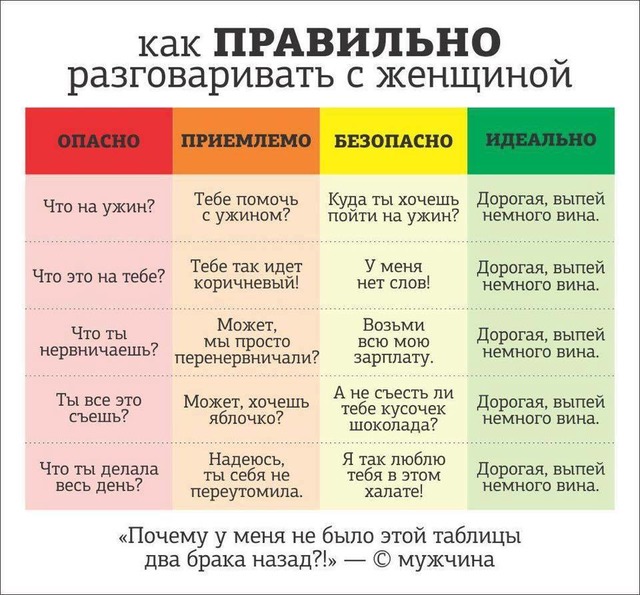 как ПРАВИЛЬНО
разговаривать с женщиной
ОПАСНО ПРИЕМЛЕМО БЕЗОПАСНО ИДЕАЛЬНО
Что на ужин?
Тебе помочь
с ужином?
Куда ты хочешь
пойти на ужин?
Дорогая, выпей
немного вина.
Что это на тебе?
Тебе так идет
коричневый!
У меня
нет слов!
Дорогая, выпей
немного вина.
Что ты
нервничаешь?
Может,
мы просто
перенервничали?
Возьми
всю мою
зарплату.
Дорогая, выпей
немного вина.
Ты все это
съешь?
Может, хочешь
яблочко?
А не съесть ли
тебе кусочек
шоколада?
Дорогая, выпей
немного вина.
Что ты делала
весь день?
Надеюсь,
ты себя не
переутомила.
Я так люблю
тебя в этом
халате!
Дорогая, выпей
немного вина.
«Почему у меня не было этой таблицы
два брака назад?!» — © мужчина